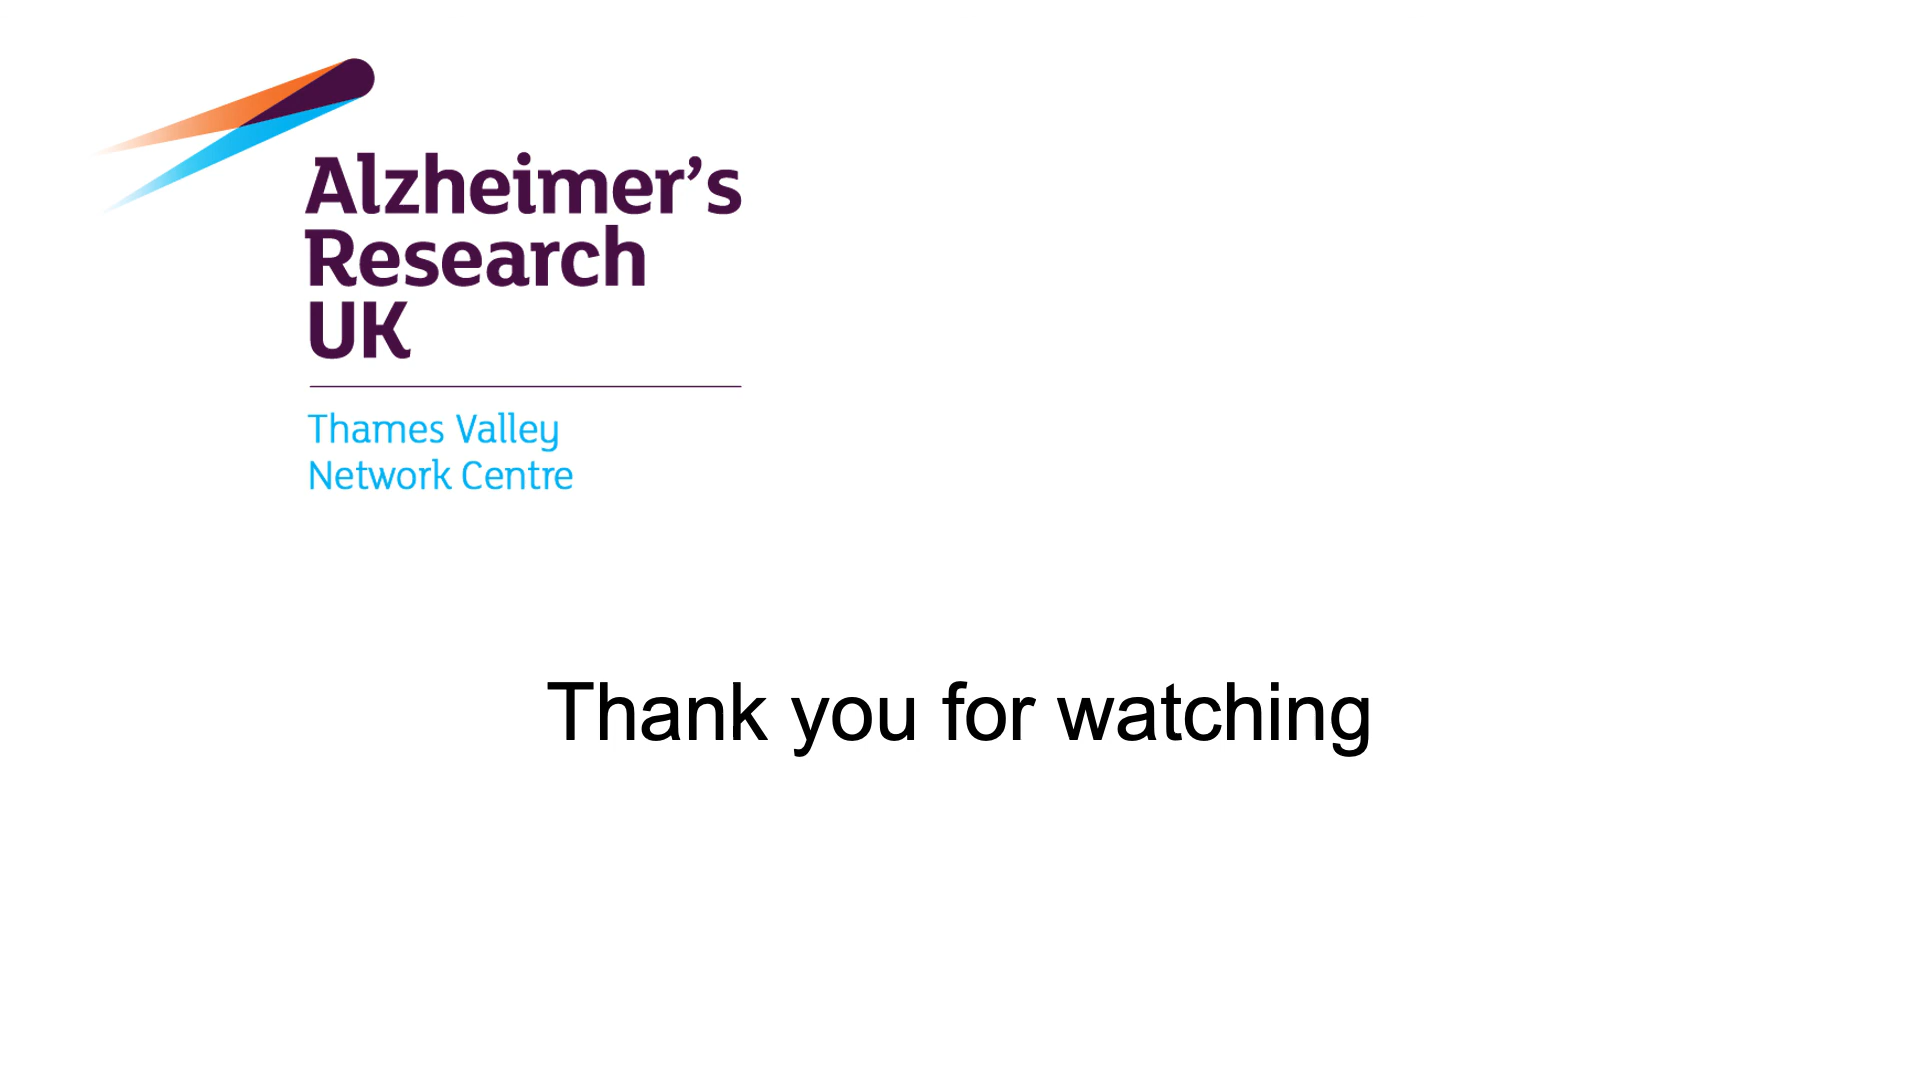 Alzheimer’s
Research
UK
Thames Valley
Network Centre
Thank you for watching